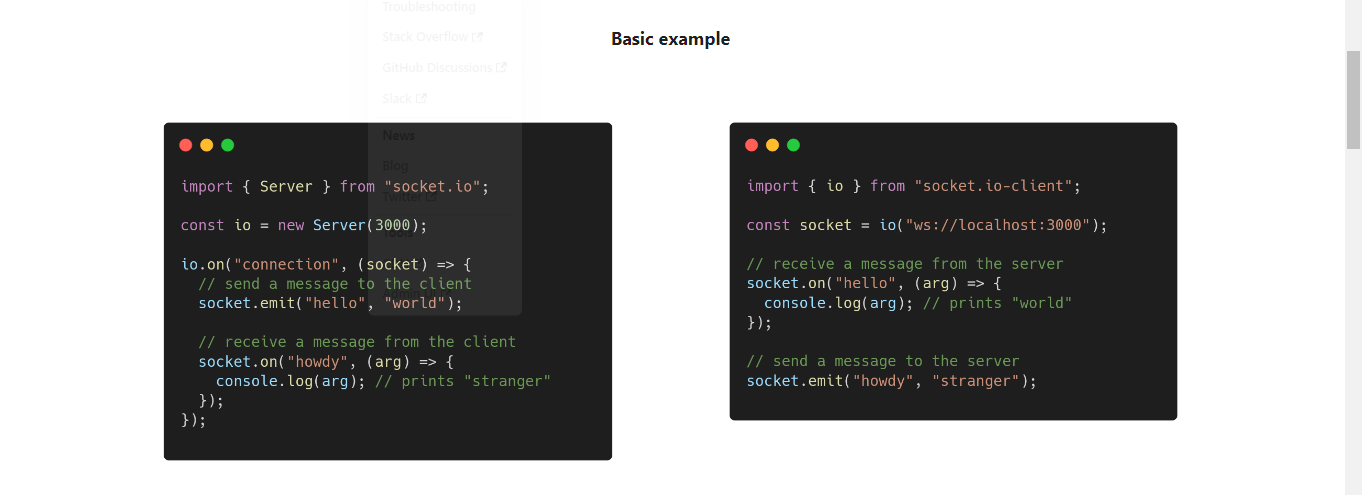 Troubleshooting
Stack Overflow
Basic example
GitHub Discussions
Slack
News
Blog
Twitter
import { Server } from "socket.io";
const io = new Server(3000);
io.on("connection", (socket) => {
// send a message to the client
socket.emit("hello", "world");
// receive a message from the client
socket.on("howdy", (arg) => {
console.log(arg); // prints "stranger"
});
});
import { io } from "socket.io-client";
const socket = io("ws://localhost:3000");
// receive a message from the server
socket.on("hello", (arg) => {
console.log(arg); // prints "world"
});
// send a message to the server
socket.emit("howdy", "stranger");